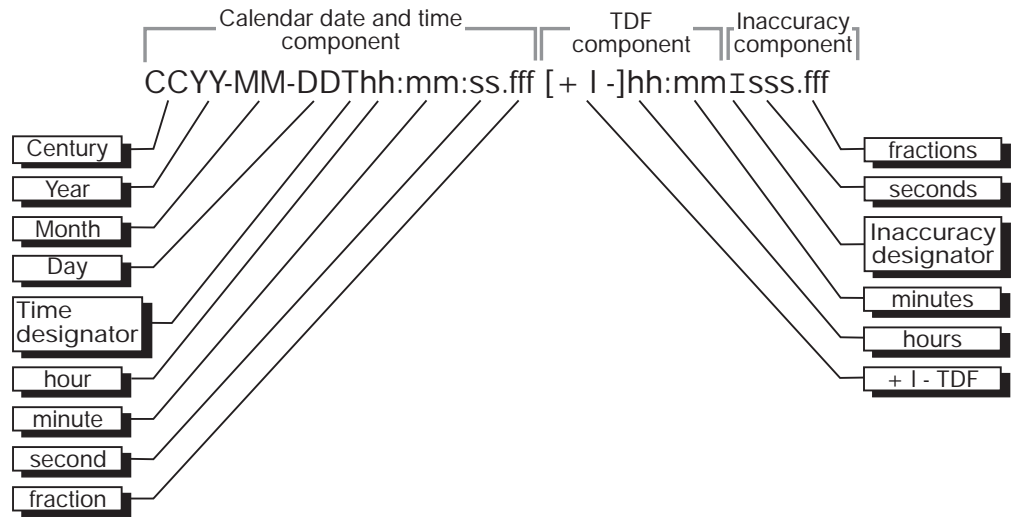 Calendar date and time
component
TDF
component
Inaccuracy
component
CCYY-MM-DDThh:mm:ss.fff [+ l -]hh:mmIsss.fff
Century
Year
Month
Day
Time
designator
hour
minute
second
fraction
fractions
seconds
Inaccuracy
designator
minutes
hours
+ l - TDF